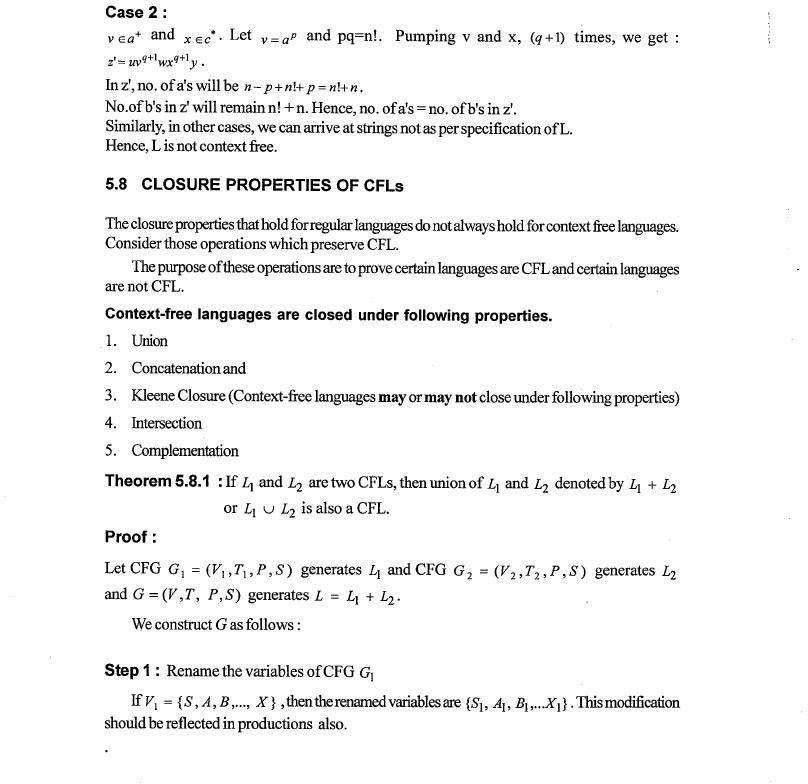 Case 2 :
v ∈ a⁺ and x ∈ c*. Let v = aᵖ and pq=n!. Pumping v and x, (q+1) times, we get :
z' = uv^{q+1}wx^{q+1}y .
In z', no. of a's will be n − p + n!+ p = n!+ n .
No.of b's in z' will remain n! + n. Hence, no. of a's = no. of b's in z'.
Similarly, in other cases, we can arrive at strings not as per specification of L.
Hence, L is not context free.
5.8 CLOSURE PROPERTIES OF CFLs
The closure properties that hold for regular languages do not always hold for context free languages.
Consider those operations which preserve CFL.
The purpose of these operations are to prove certain languages are CFL and certain languages
are not CFL.
Context-free languages are closed under following properties.
1. Union
2. Concatenation and
3. Kleene Closure (Context-free languages may or may not close under following properties)
4. Intersection
5. Complementation
Theorem 5.8.1 : If L₁ and L₂ are two CFLs, then union of L₁ and L₂ denoted by L₁ + L₂
or L₁ ∪ L₂ is also a CFL.
Proof :
Let CFG G₁ = (V₁,T₁,P,S) generates L₁ and CFG G₂ = (V₂,T₂,P,S) generates L₂
and G = (V,T, P,S) generates L = L₁ + L₂.
We construct G as follows :
Step 1 : Rename the variables of CFG G₁
If V₁ = {S, A, B,..., X} , then the renamed variables are {S₁, A₁, B₁,...X₁} . This modification
should be reflected in productions also.